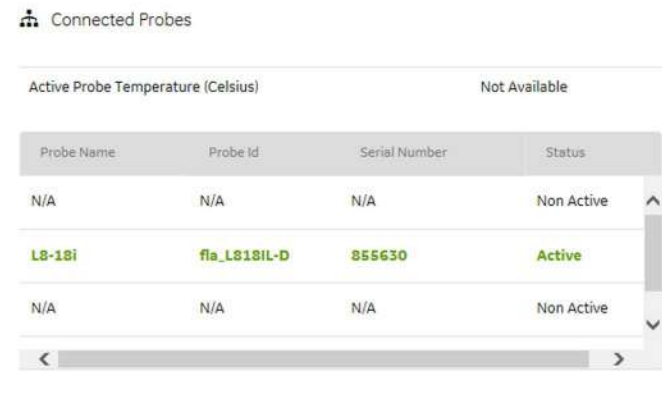 Connected Probes
Active Probe Temperature (Celsius) Not Available
Probe Name Probe Id Serial Number Status
N/A N/A N/A Non Active
L8-18i fla_L818IL-D 855630 Active
N/A N/A N/A Non Active